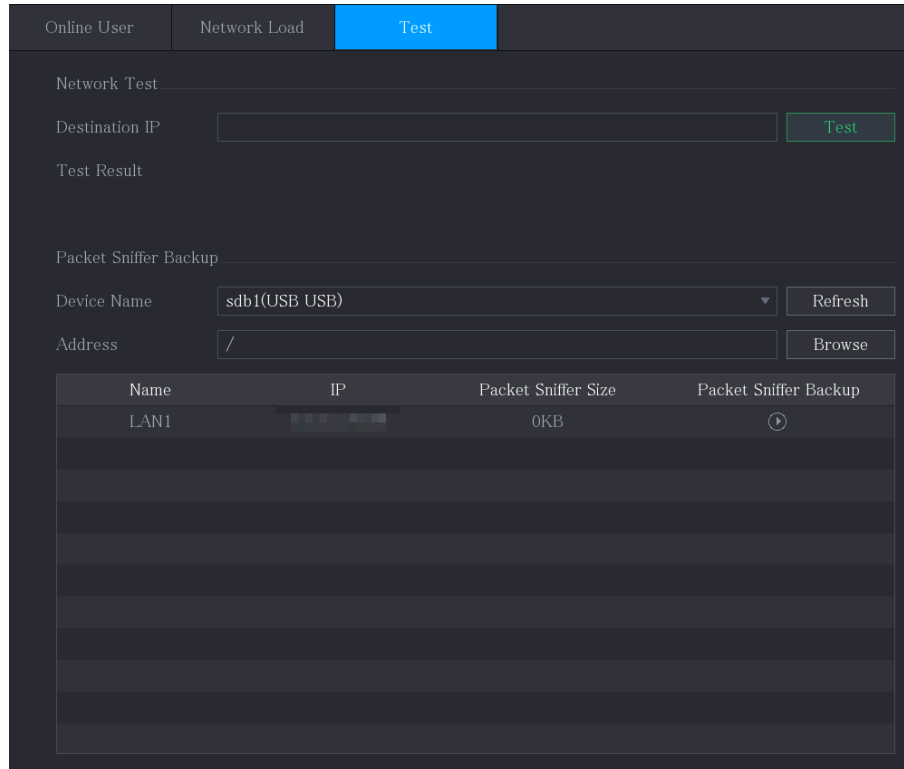 Online User Network Load Test
Network Test
Destination IP Test
Test Result
Packet Sniffer Backup
Device Name sdb1(USB USB) Refresh
Address / Browse
Name IP Packet Sniffer Size Packet Sniffer Backup
LAN1 0KB